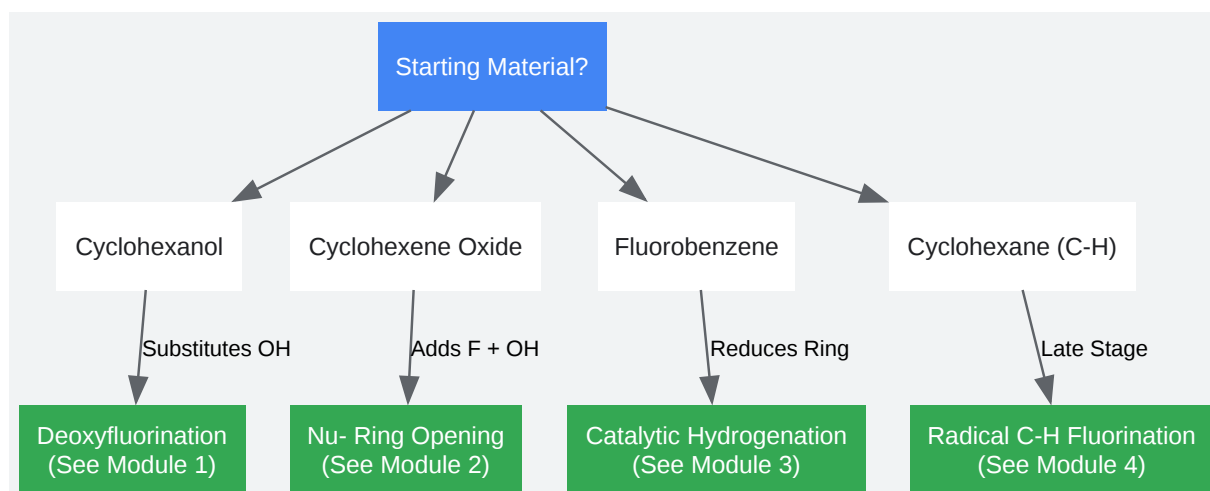 Starting Material?
Cyclohexanol
Cyclohexene Oxide
Fluorobenzene
Cyclohexane (C-H)
Substitutes OH
Adds F + OH
Reduces Ring
Late Stage
Deoxyfluorination
(See Module 1)
Nu- Ring Opening
(See Module 2)
Catalytic Hydrogenation
(See Module 3)
Radical C-H Fluorination
(See Module 4)